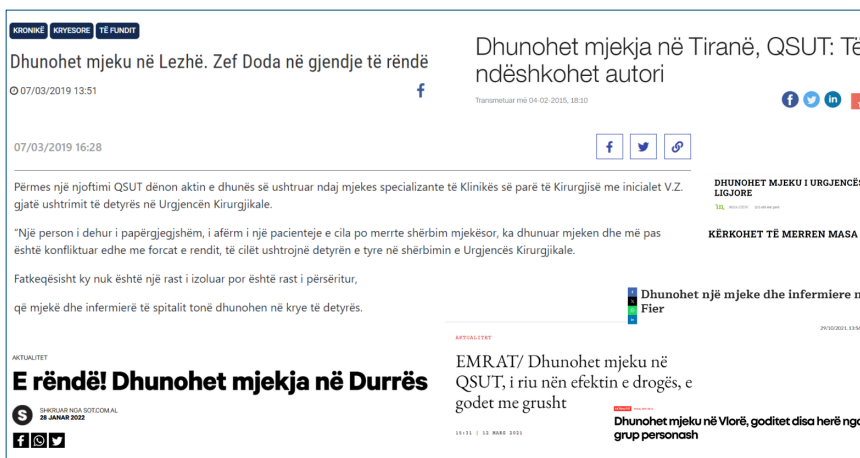 KRONIKË KRYESORE TË FUNDIT
Dhunohet mjeku në Lezhë. Zef Doda në gjendje të rëndë
07/03/2019 13:51
Dhunohet mjekja në Tiranë, QSUT: Të
ndëshkohet autori
Transmetuar më 04-02-2015, 18:10
07/03/2019 16:28
Përmes një njoftimi QSUT dënon aktin e dhunës së ushtruar ndaj mjekes specializante të Klinikës së parë të Kirurgjisë me inicialet V.Z.
gjatë ushtrimit të detyrës në Urgjencën Kirurgjikale.
“Një person i dehur i papërgjegjshëm, i afërm i një pacienteje e cila po merrte shërbim mjekësor, ka dhunuar mjeken dhe më pas
është konfliktuar edhe me forcat e rendit, të cilët ushtrojnë detyrën e tyre në shërbimin e Urgjencës Kirurgjikale.
Fatkeqësisht ky nuk është një rast i izoluar por është rast i përsëritur,
që mjekë dhe infermierë të spitalit tonë dhunohen në krye të detyrës.
DHUNOHET MJEKU I URGJENCËS
LIGJORE
KËRKOHET TË MERREN MASA
Dhunohet një mjeke dhe infermiere n
Fier
29/10/2021, 13:56
AKTUALITET
E rëndë! Dhunohet mjekja në Durrës
S
SHKRUAR NGA SOT.COM.AL
28 JANAR 2022
AKTUALITET
EMRAT/ Dhunohet mjeku në
QSUT, i riu nën efektin e drogës, e
godet me grusht
15:31 | 12 MARS 2021
Dhunohet mjeku në Vlorë, goditet disa herë nga
grup personash